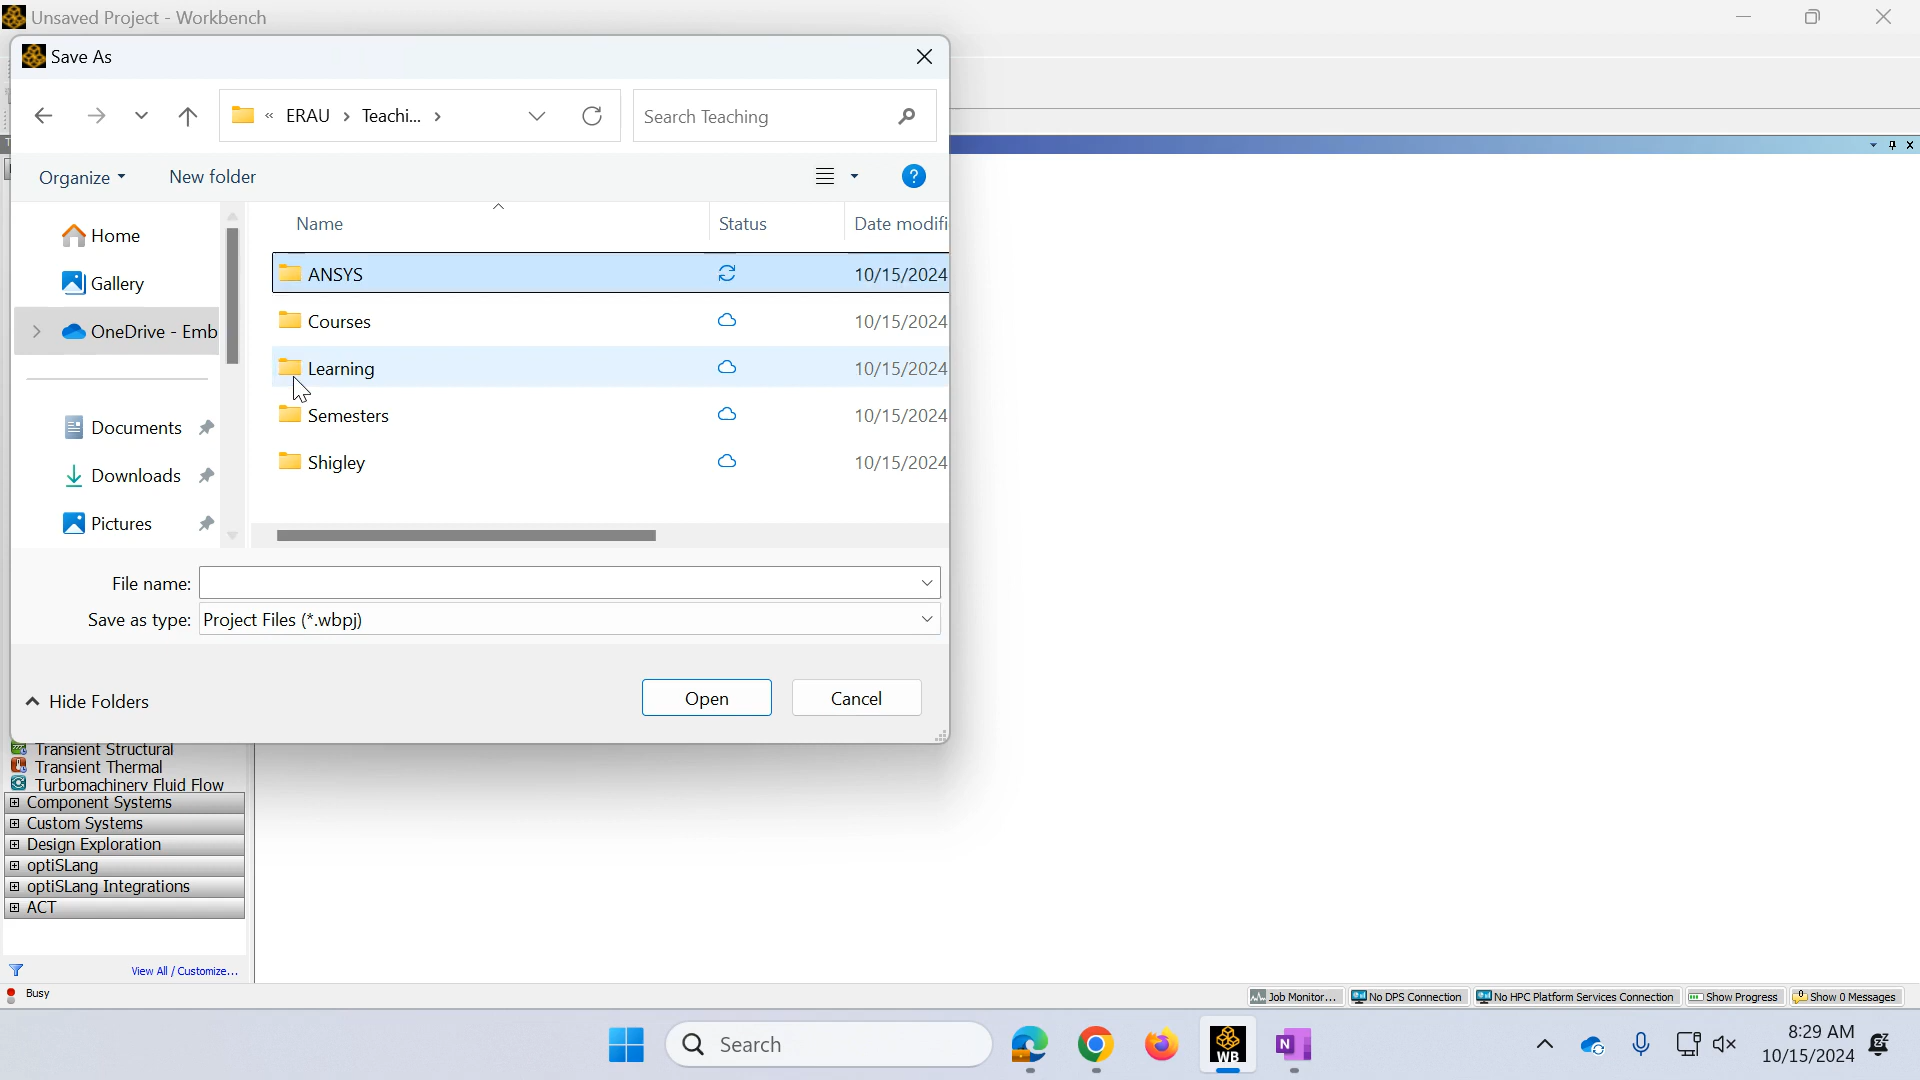 Unsaved Project - Workbench
Save As
« ERAU › Teachi... ›
Search Teaching
Organize
New folder
?
Name
Status
Date modifi
Home
Gallery
OneDrive - Emb
Documents
Downloads
Pictures
ANSYS 10/15/2024
Courses 10/15/2024
Learning 10/15/2024
Semesters 10/15/2024
Shigley 10/15/2024
File name:
Save as type: Project Files (*.wbpj)
Hide Folders
Open
Cancel
Transient Structural
Transient Thermal
Turbomachinery Fluid Flow
Component Systems
Custom Systems
Design Exploration
optiSLang
optiSLang Integrations
ACT
View All / Customize...
Busy
Job Monitor...
No DPS Connection
No HPC Platform Services Connection
Show Progress
Show 0 Messages
Search
WB
N
8:29 AM
10/15/2024